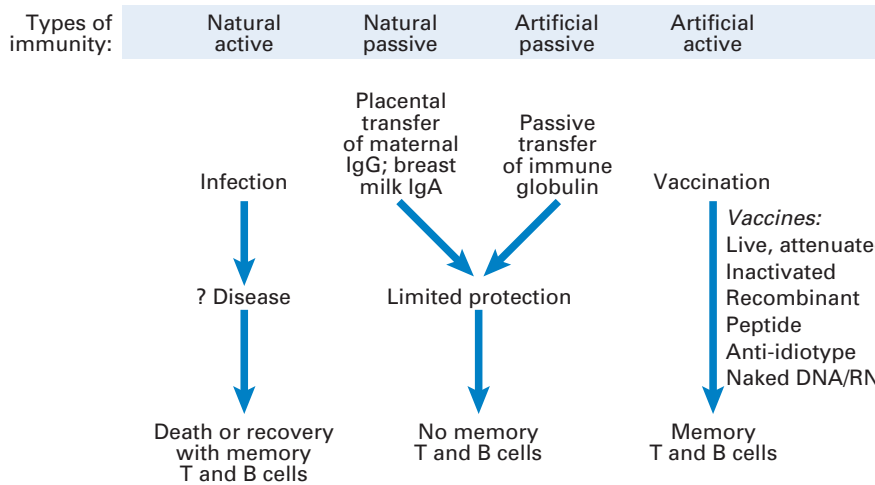 Types of immunity:
Natural active
Natural passive
Artificial passive
Artificial active
Infection
? Disease
Death or recovery
with memory
T and B cells
Placental
transfer
of maternal
IgG; breast
milk IgA
Passive
transfer
of immune
globulin
Limited protection
No memory
T and B cells
Vaccination
Vaccines:
Live, attenuate
Inactivated
Recombinant
Peptide
Anti-idiotype
Naked DNA/RN
Memory
T and B cells